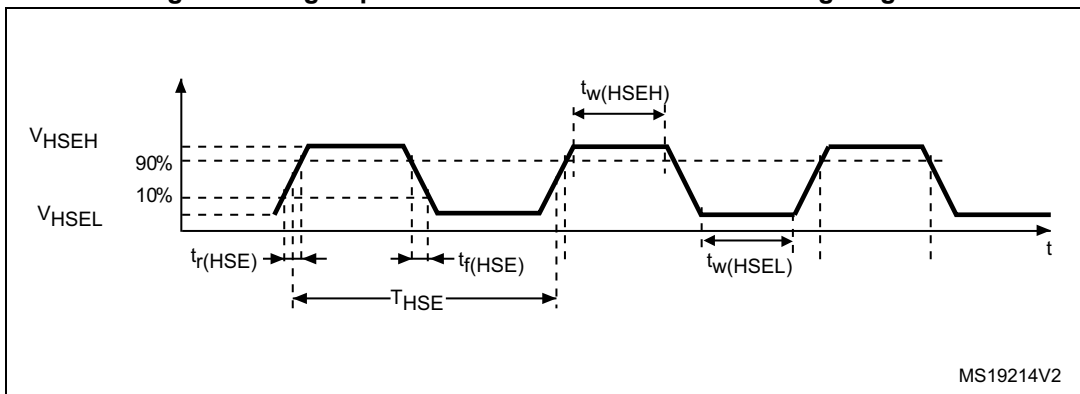 VHSEH
90%
10%
VHSEL
tr(HSE)
tf(HSE)
THSE
tw(HSEH)
tw(HSEL)
t
MS19214V2